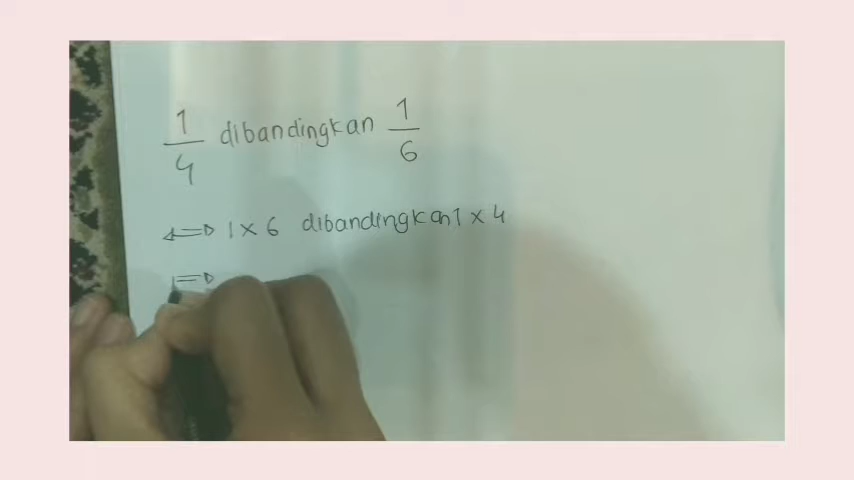 1/4 dibandingkan 1/6
⇔ 1 × 6 dibandingkan 1 × 4
⇒